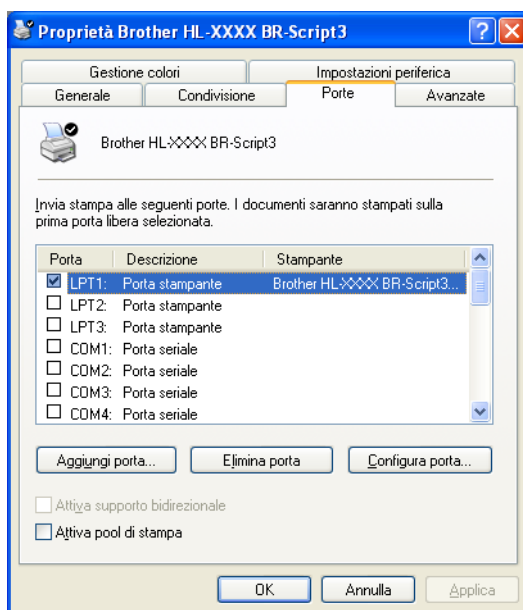 Proprietà Brother HL-XXXX BR-Script3
Gestione colori Impostazioni periferica
Generale Condivisione Porte Avanzate
Brother HL-XXXX BR-Script3
Invia stampa alle seguenti porte. I documenti saranno stampati sulla
prima porta libera selezionata.
Porta Descrizione Stampante
LPT1: Porta stampante Brother HL-XXXX BR-Script3...
LPT2: Porta stampante
LPT3: Porta stampante
COM1: Porta seriale
COM2: Porta seriale
COM3: Porta seriale
COM4: Porta seriale
Aggiungi porta... Elimina porta Configura porta...
Attiva supporto bidirezionale
Attiva pool di stampa
OK Annulla Applica